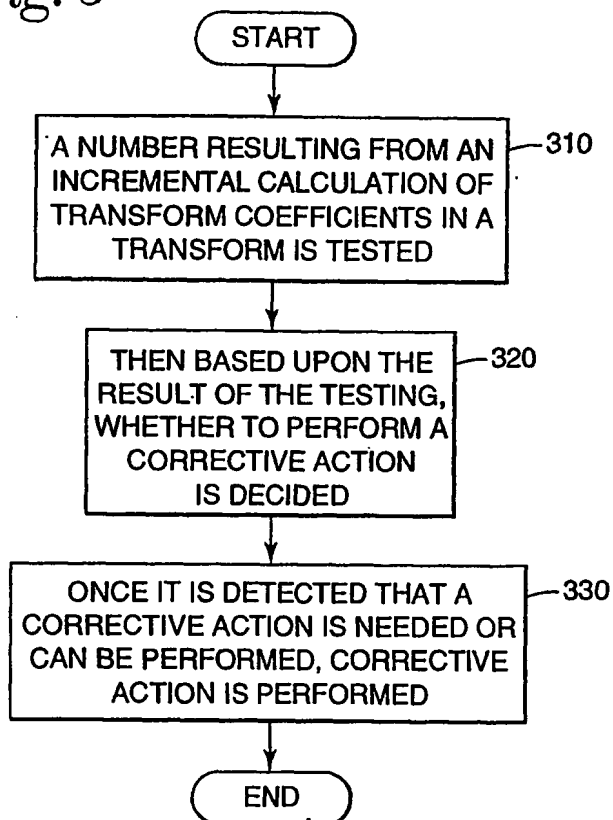 START
A NUMBER RESULTING FROM AN
INCREMENTAL CALCULATION OF
TRANSFORM COEFFICIENTS IN A
TRANSFORM IS TESTED
310
THEN BASED UPON THE
RESULT OF THE TESTING,
WHETHER TO PERFORM A
CORRECTIVE ACTION
IS DECIDED
320
ONCE IT IS DETECTED THAT A
CORRECTIVE ACTION IS NEEDED OR
CAN BE PERFORMED, CORRECTIVE
ACTION IS PERFORMED
330
END